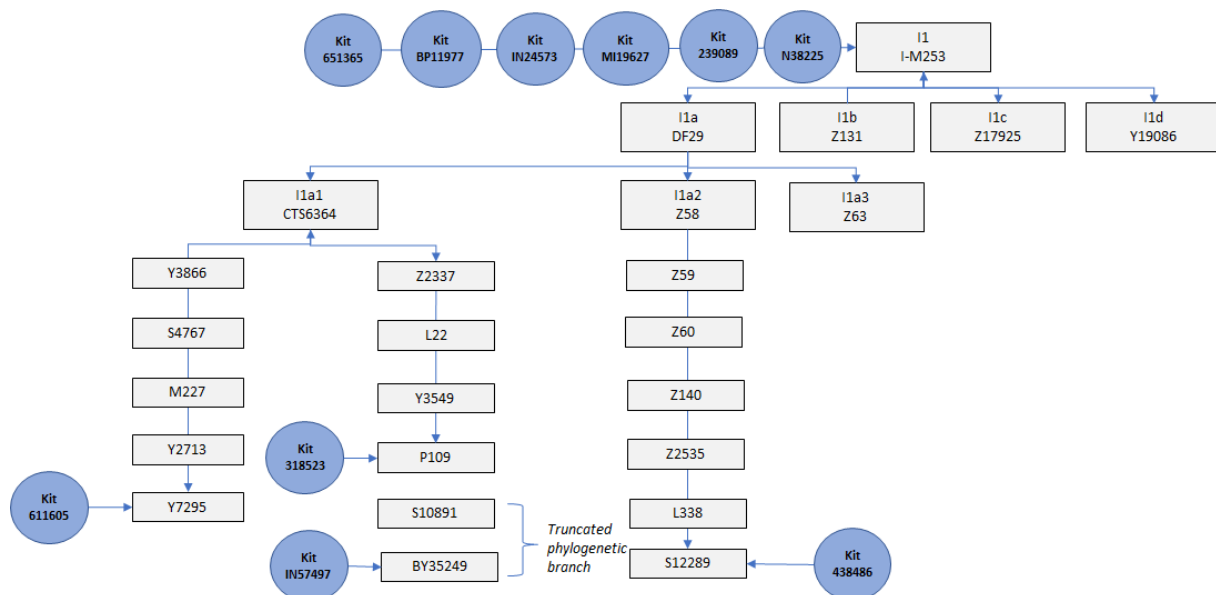 Kit
651365
Kit
BP11977
Kit
IN24573
Kit
MI19627
Kit
239089
Kit
N38225
I1
I-M253
I1a
DF29
I1b
Z131
I1c
Z17925
I1d
Y19086
I1a1
CTS6364
I1a2
Z58
I1a3
Z63
Y3866
Z2337
Z59
S4767
L22
Z60
M227
Y3549
Z140
Y2713
Kit
318523
P109
Z2535
Kit
611605
Y7295
S10891
Truncated
phylogenetic
branch
L338
Kit
IN57497
BY35249
S12289
Kit
438486